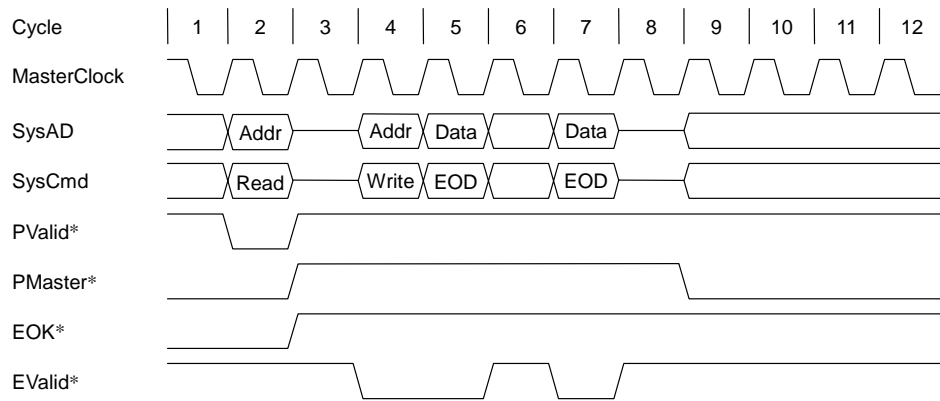 Cycle 1 2 3 4 5 6 7 8 9 10 11 12
MasterClock
SysAD Addr Addr Data Data
SysCmd Read Write EOD EOD
PValid*
PMaster*
EOK*
EValid*